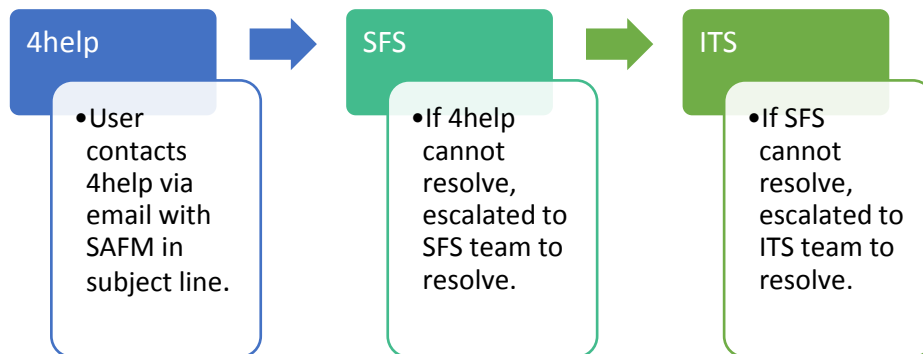 4help
•User
contacts
4help via
email with
SAFM in
subject line.
SFS
•If 4help
cannot
resolve,
escalated to
SFS team to
resolve.
ITS
•If SFS
cannot
resolve,
escalated to
ITS team to
resolve.